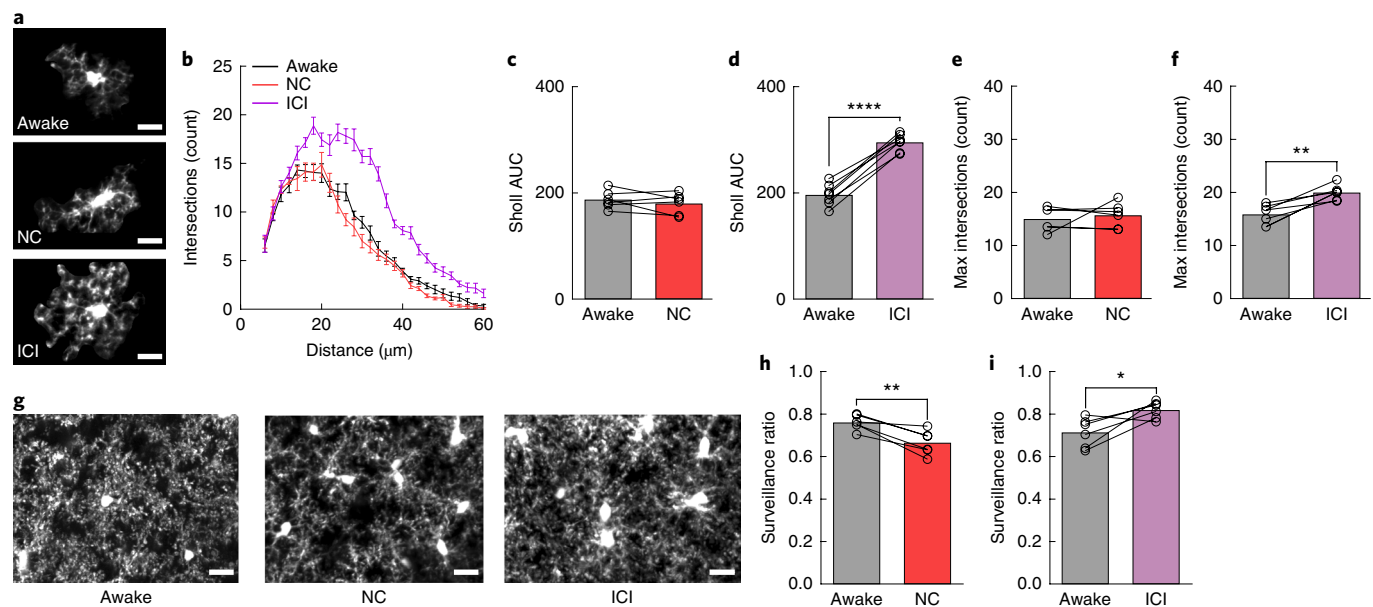 a
Awake
NC
ICI
b
25
20
15
10
5
0
Intersections (count)
0 20 40 60
Distance (μm)
Awake
NC
ICI
c
400
200
0
Sholl AUC
Awake NC
d
400
200
0
Sholl AUC
****
Awake ICI
e
40
30
20
10
0
Max intersections (count)
Awake NC
f
40
30
20
10
0
Max intersections (count)
**
Awake ICI
g
Awake
NC
ICI
h
1.0
0.8
0.6
0.4
0.2
0.0
Surveillance ratio
**
Awake NC
i
1.0
0.8
0.6
0.4
0.2
0.0
Surveillance ratio
*
Awake ICI